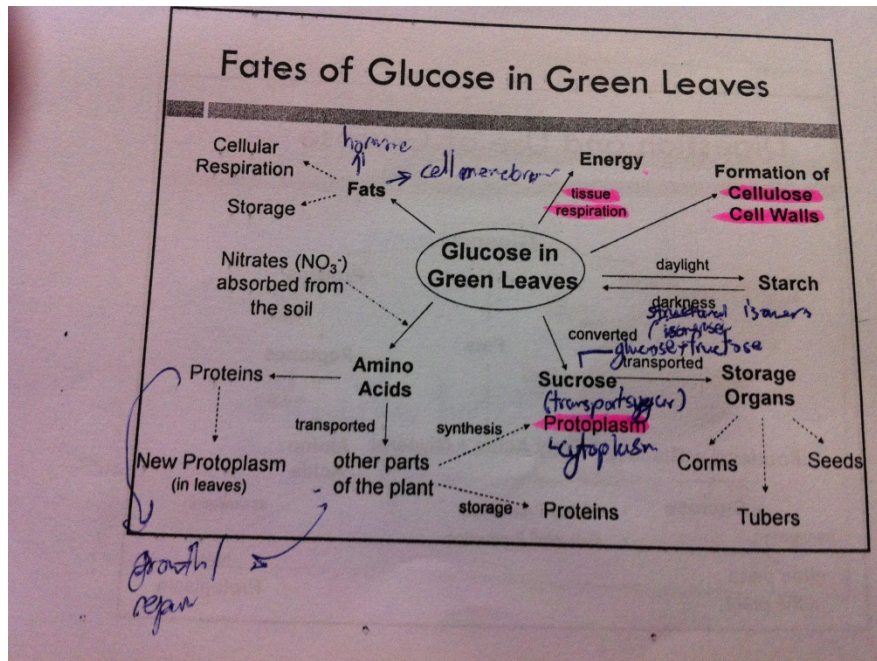 Fates of Glucose in Green Leaves
Cellular
Respiration
Storage
hormone
Fats
Energy
tissue
respiration
Formation of
Cellulose
Cell Walls
Glucose in
Green Leaves
Nitrates (NO₃⁻)
absorbed from
the soil
daylight
darkness
Starch
structural isomers
converted
glucose + fructose
Amino
Acids
Proteins
Sucrose
transported
Storage
Organs
(transport sugar)
transported
synthesis
Protoplasm
cytoplasm
New Protoplasm
(in leaves)
other parts
of the plant
Corms
Seeds
storage
Proteins
Tubers
growth/